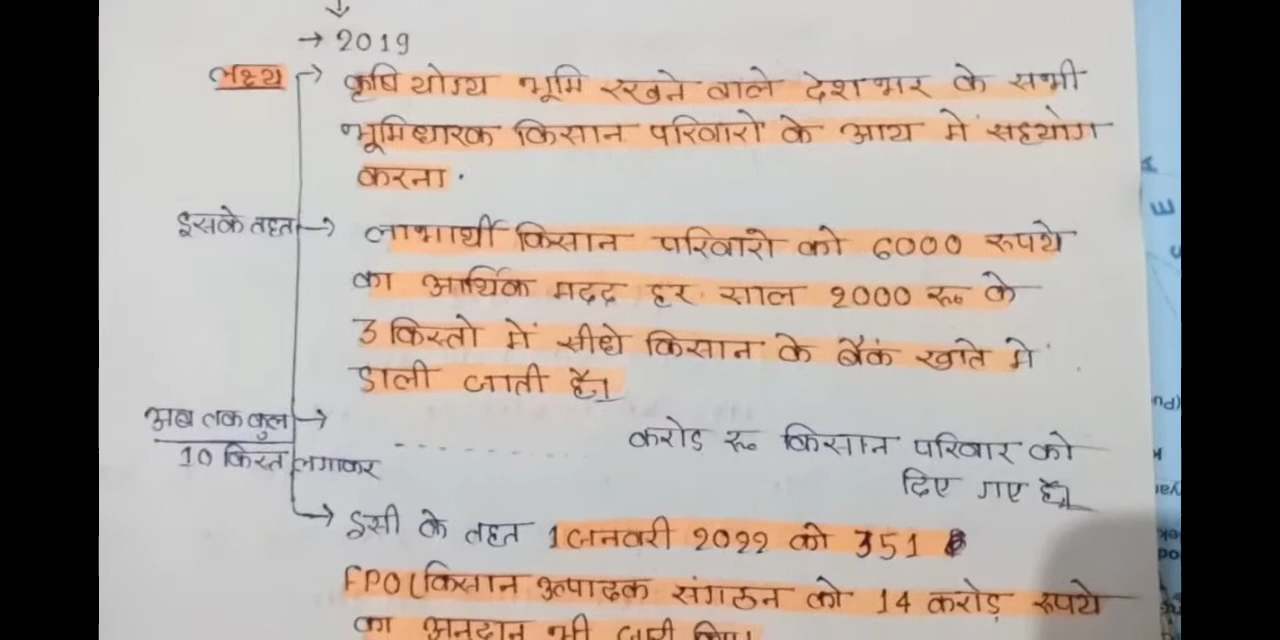 → 2019
लक्ष्य → कृषि योग्य भूमि रखने वाले देश भर के सभी
भूमिधारक किसान परिवारो के आय में सहयोग
करना.
इसके तहत → लाभार्थी किसान परिवारो को 6000 रुपये
का आर्थिक मदद हर साल 2000 रू० के
3 किस्तो में सीधे किसान के बैंक खाते में
डाली जाती है।
अब तक कुल →
करोड़ रू० किसान परिवार को
10 किस्त लगाकर
दिए गए है।
→ इसी के तहत 1 जनवरी 2022 को 351
FPO(किसान उत्पादक संगठन को 14 करोड़ रूपये
का अनुदान भी जारी किए।